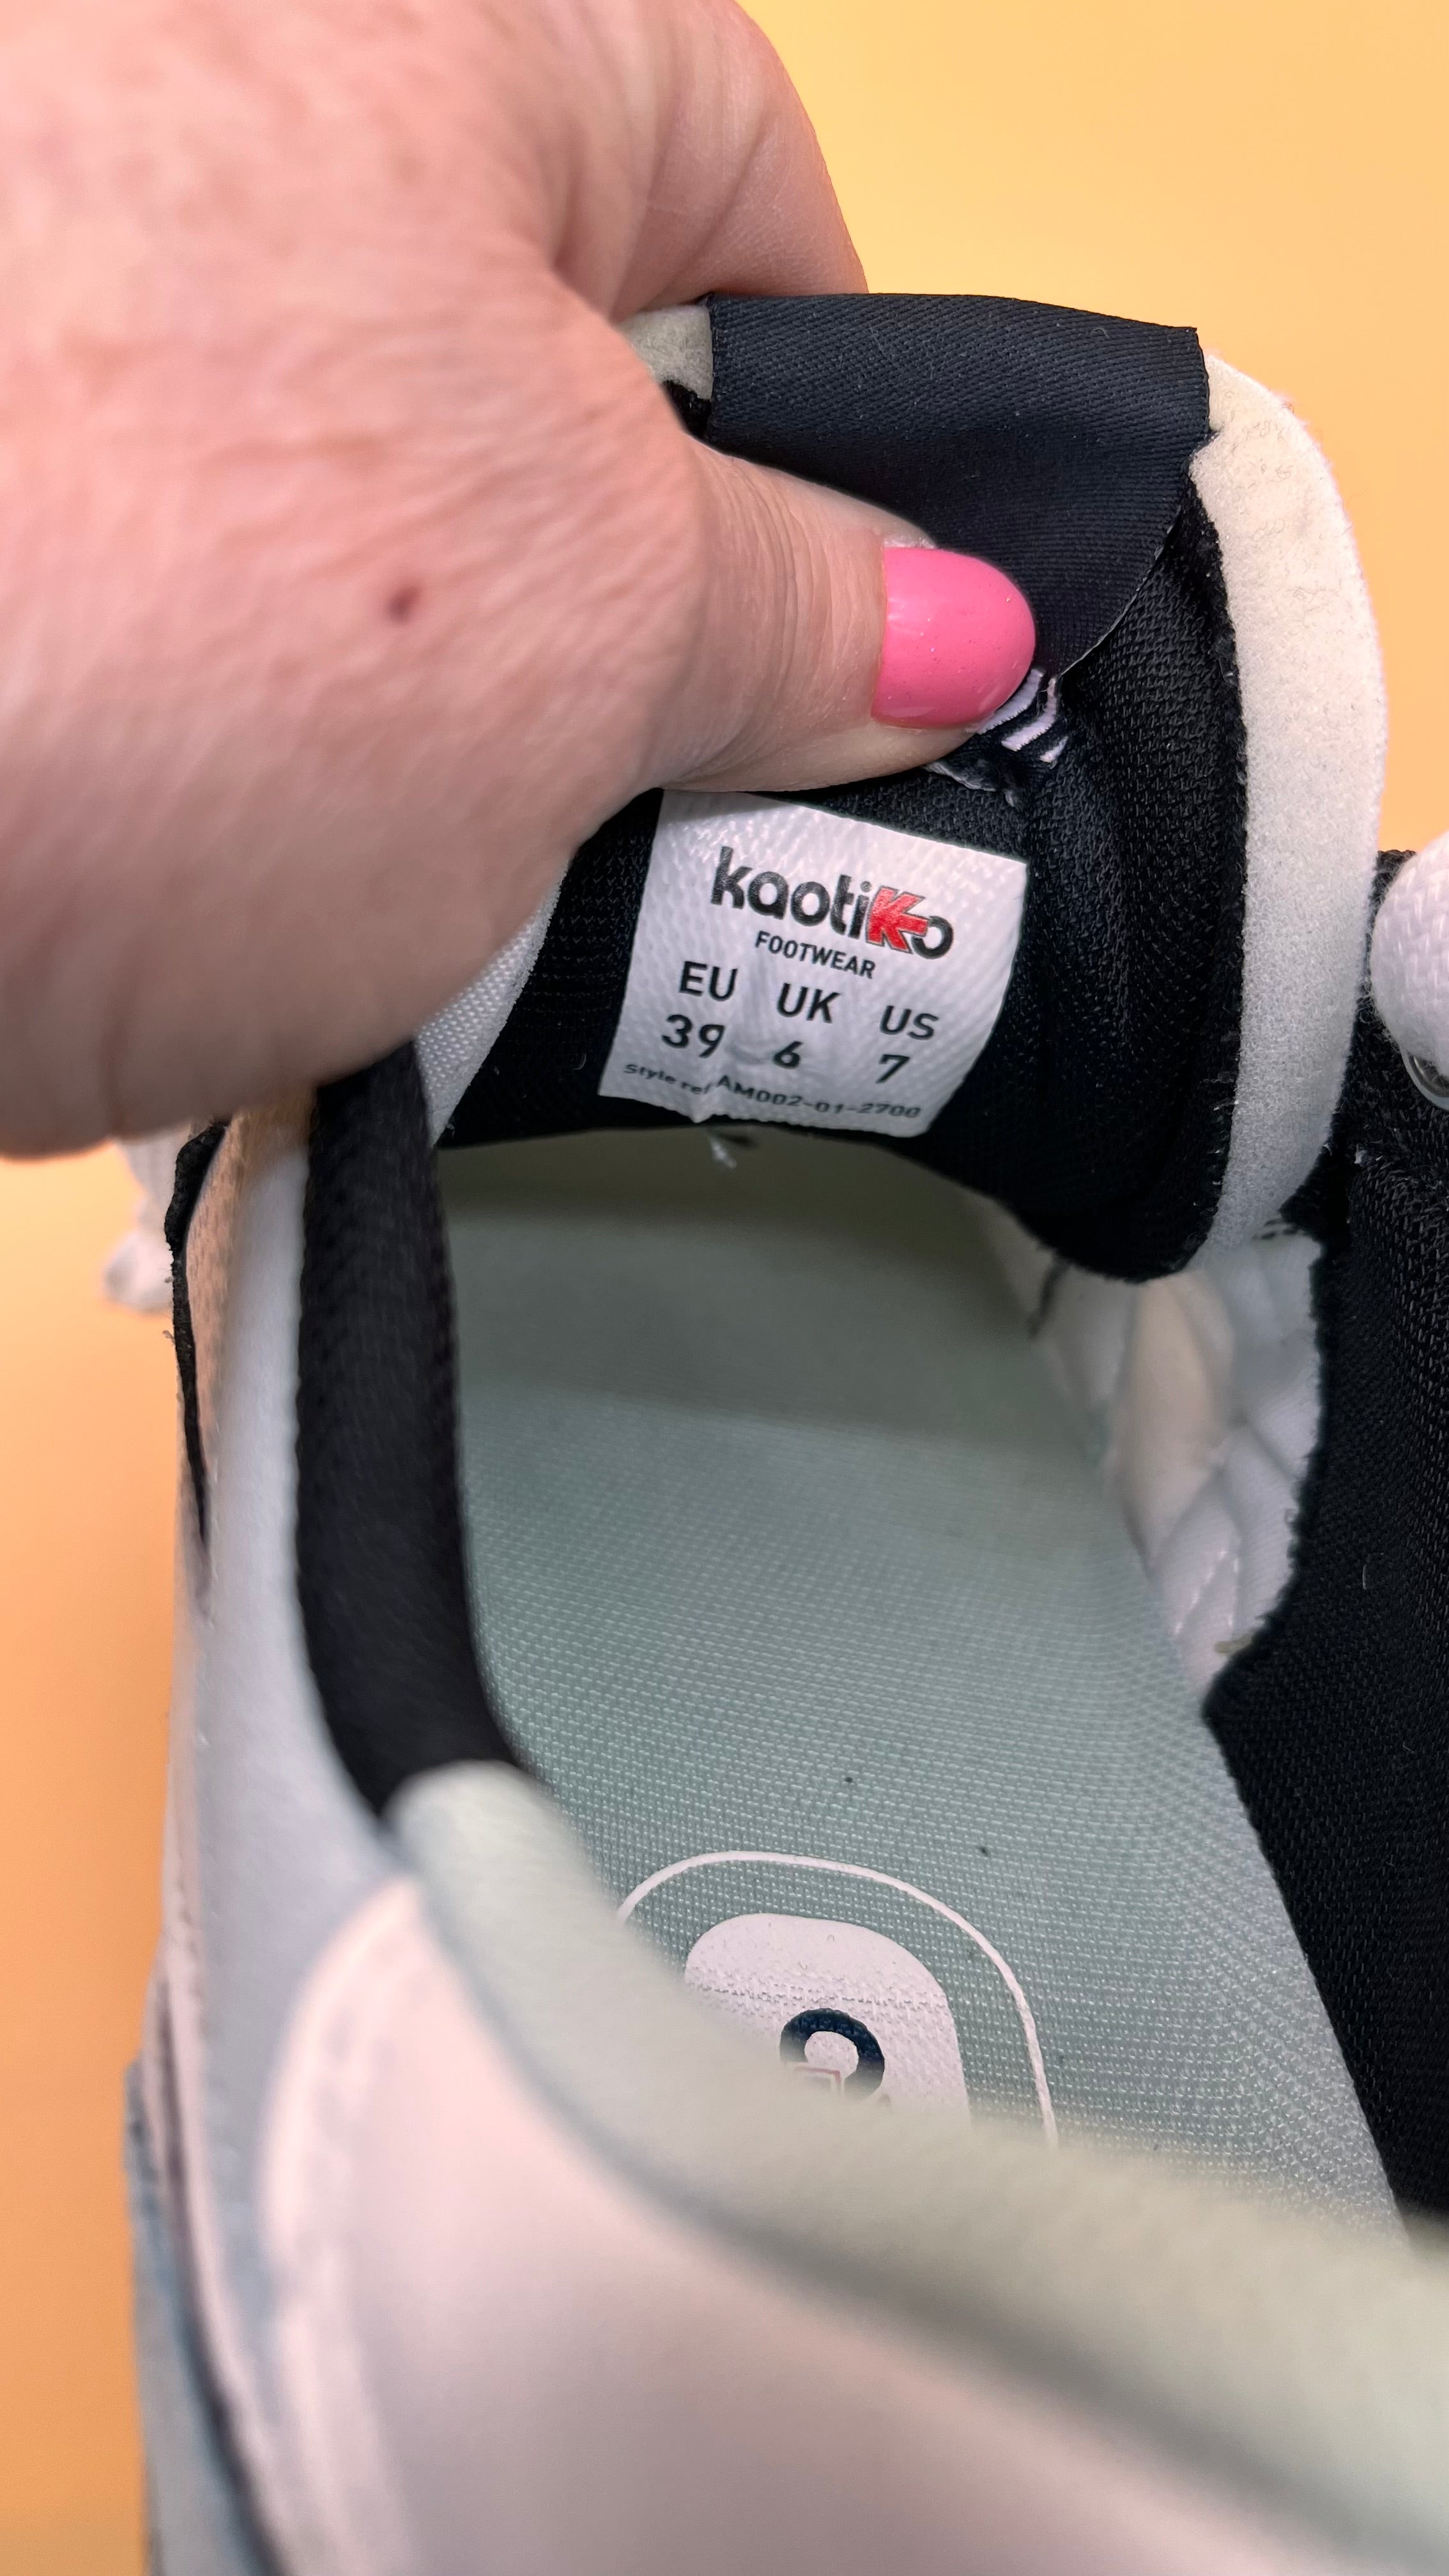 kaotiKo
FOOTWEAR
EU UK US
39 6 7
Style ref AM002-01-2700